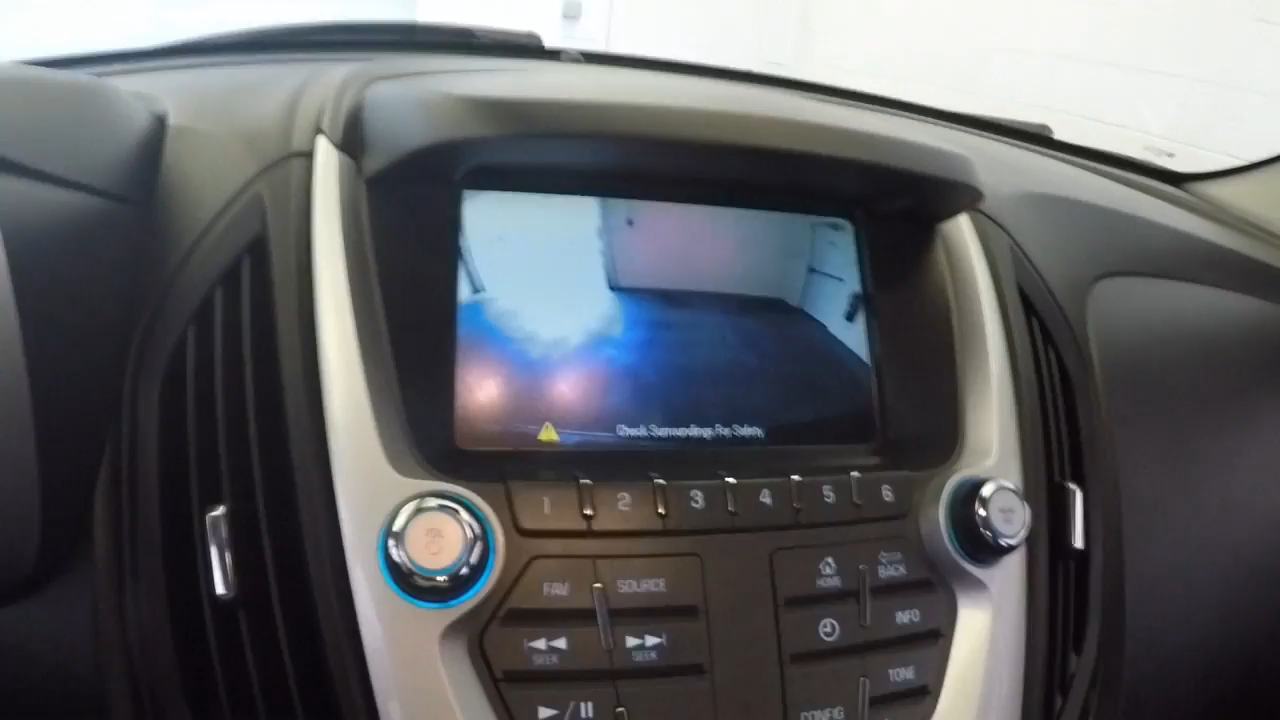 Check Surroundings For Safety
1 2 3 4 5 6
FAV SOURCE
HOME BACK
INFO
SEEK SEEK
TONE
CONFIG